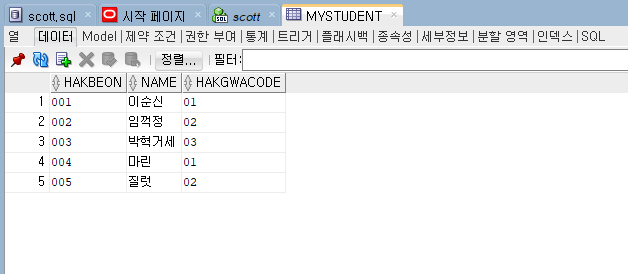 scott,sql 시작 페이지 scott MYSTUDENT
열 데이터 Model 제약 조건 권한 부여 통계 트리거 플래시백 종속성 세부정보 분할 영역 인덱스 SQL
정렬... 필터:
HAKBEON NAME HAKGWACODE
1 001 이순신 01
2 002 임꺽정 02
3 003 박혁거세 03
4 004 마린 01
5 005 질럿 02